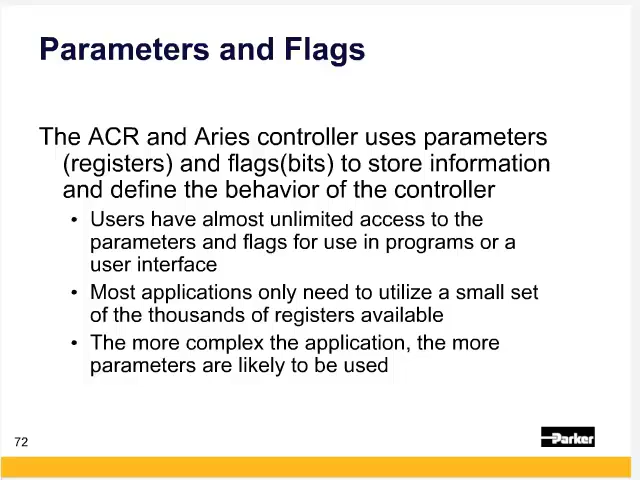 Parameters and Flags
The ACR and Aries controller uses parameters
(registers) and flags(bits) to store information
and define the behavior of the controller
• Users have almost unlimited access to the
parameters and flags for use in programs or a
user interface
• Most applications only need to utilize a small set
of the thousands of registers available
• The more complex the application, the more
parameters are likely to be used
72
Parker